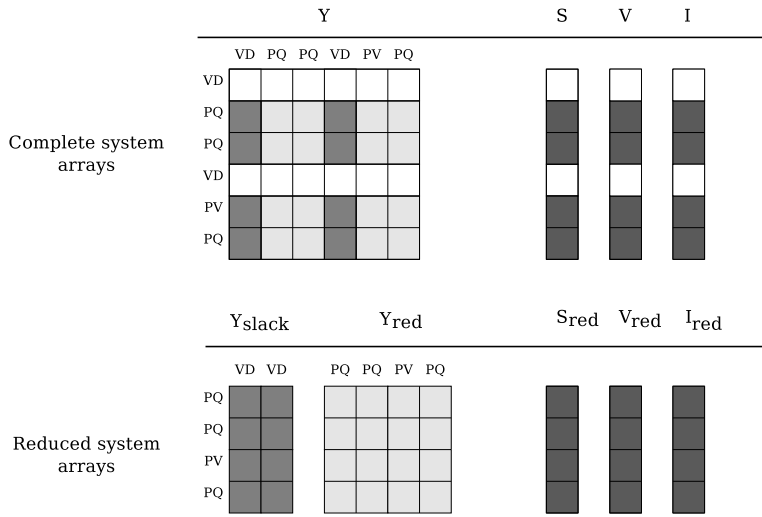 Y S V I
VD PQ PQ VD PV PQ
VD
PQ
Complete system
arrays
PQ
VD
PV
PQ
Yslack Yred Sred Vred Ired
VD VD PQ PQ PV PQ
PQ
PQ
Reduced system
arrays
PV
PQ